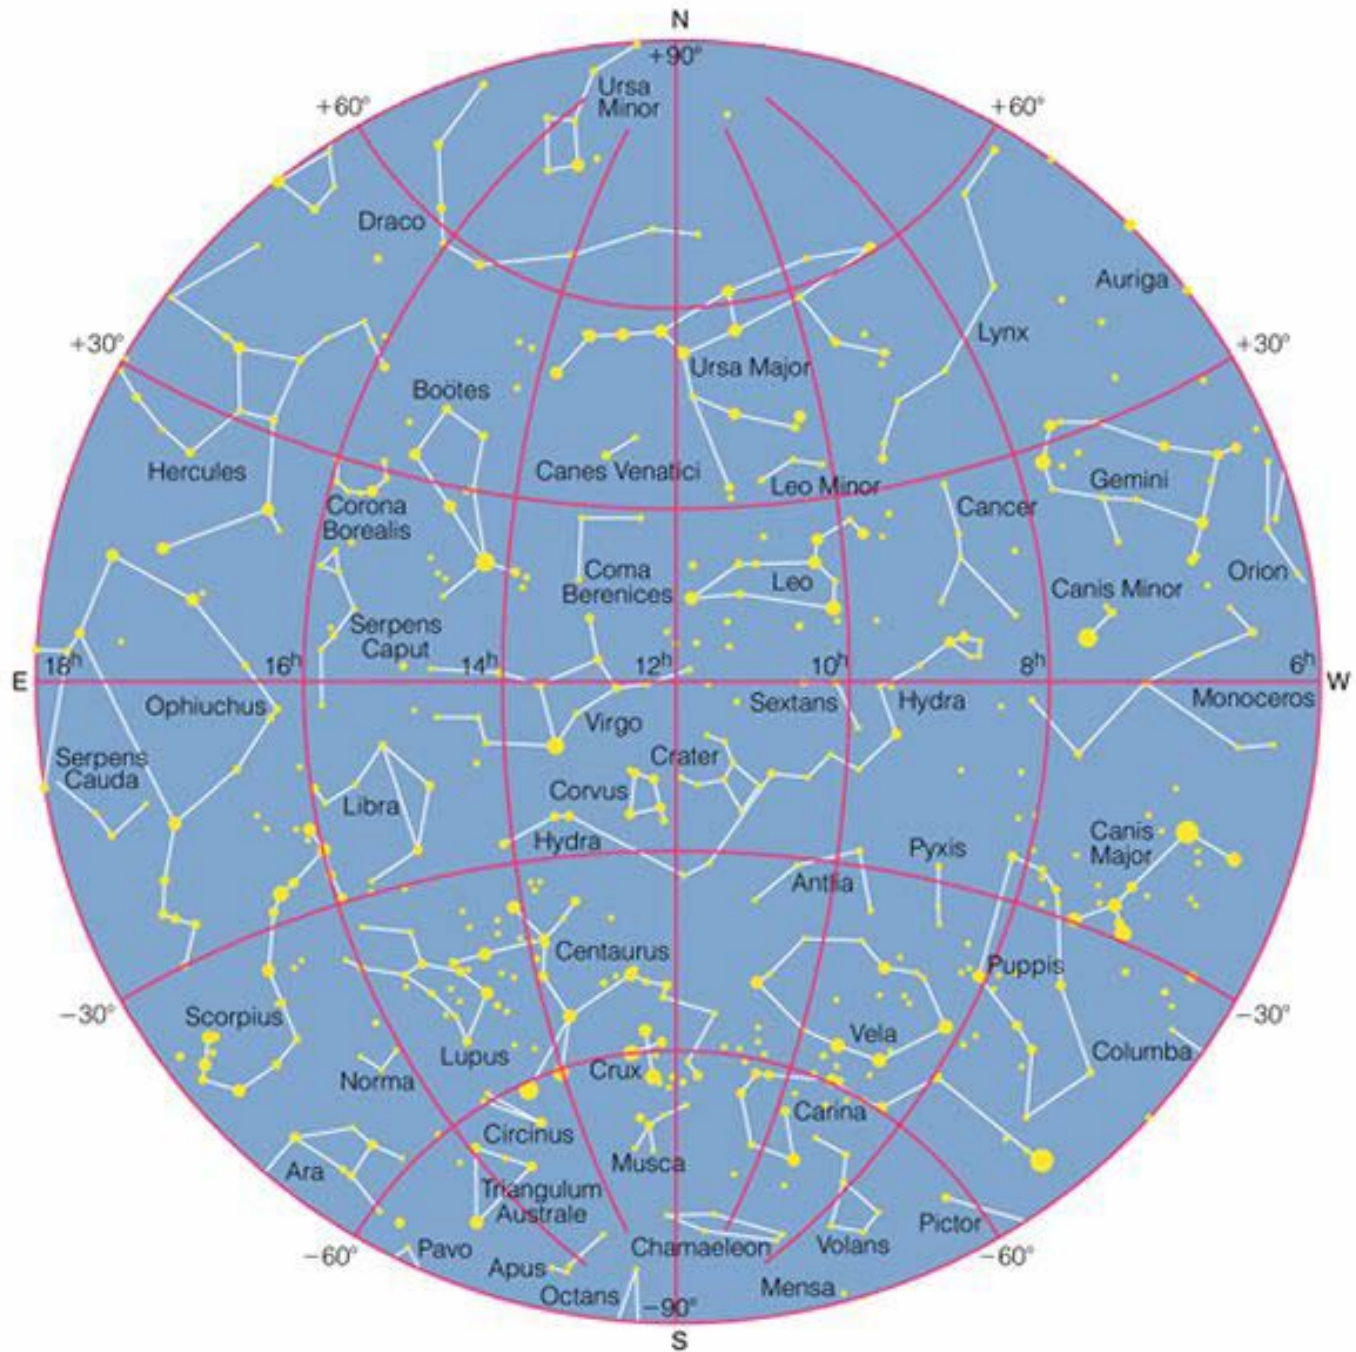 N
+90°
Ursa
Minor
+60°
+60°
Draco
Auriga
Lynx
+30°
+30°
Ursa Major
Boötes
Hercules
Canes Venatici
Leo Minor
Gemini
Corona
Borealis
Cancer
Coma
Berenices
Leo
Canis Minor
Orion
Serpens
Caput
E
18h
16h
14h
12h
10h
8h
6h
W
Ophiuchus
Virgo
Sextans
Hydra
Monoceros
Serpens
Cauda
Crater
Libra
Corvus
Hydra
Canis
Major
Pyxis
Antlia
Centaurus
Puppis
−30°
−30°
Scorpius
Vela
Lupus
Columba
Norma
Crux
Carina
Circinus
Ara
Musca
Triangulum
Australe
Pictor
−60°
−60°
Pavo
Chamaeleon
Volans
Apus
Octans
Mensa
−90°
S